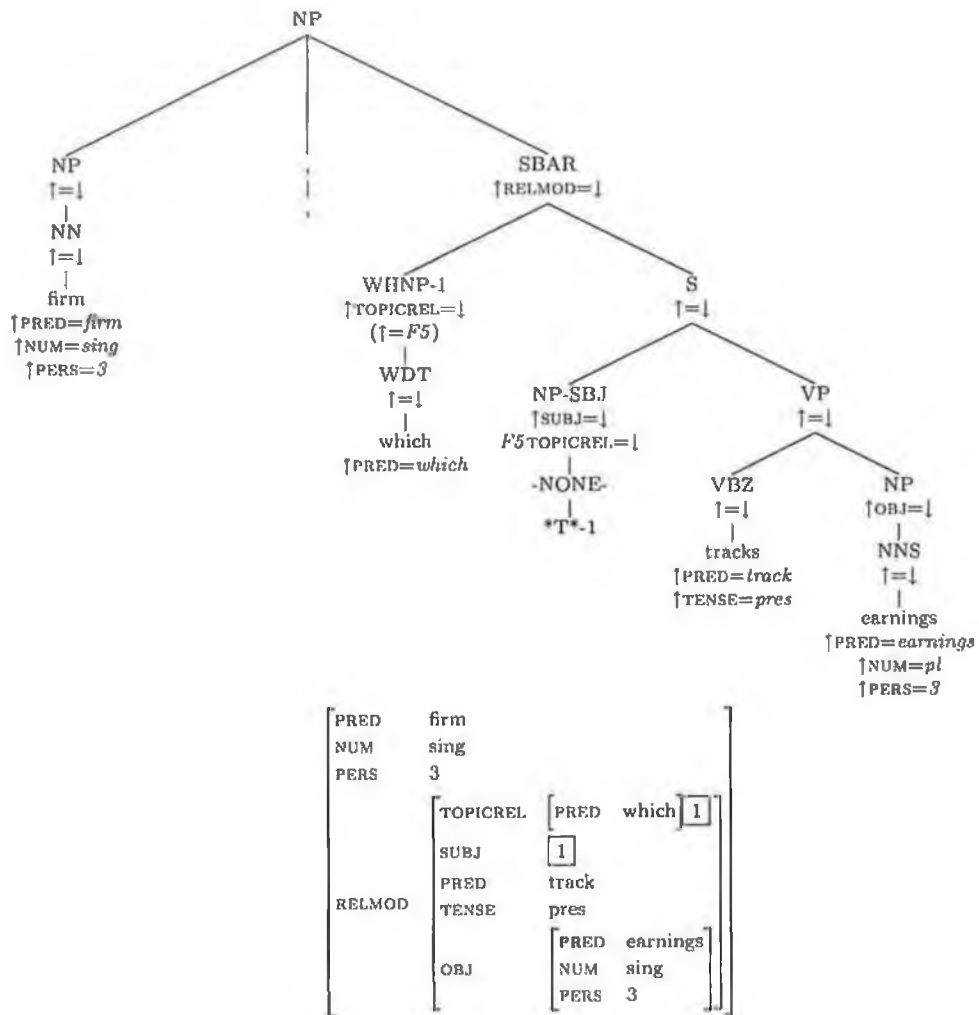 NP
NP , SBAR
↑=↓ ↑RELMOD=↓
NN ,
↑=↓
firm WHNP-1 S
↑PRED=firm ↑TOPICREL=↓ ↑=↓
↑NUM=sing (↑=F5)
↑PERS=3 WDT NP-SBJ VP
↑=↓ ↑SUBJ=↓ ↑=↓
which F5 TOPICREL=↓
↑PRED=which -NONE- VBZ NP
↑=↓ ↑OBJ=↓
*T*-1 tracks NNS
↑PRED=track ↑=↓
↑TENSE=pres
earnings
↑PRED=earnings
↑NUM=pl
↑PERS=3
PRED firm
NUM sing
PERS 3
TOPICREL [PRED which] 1
SUBJ 1
PRED track
RELMOD TENSE pres
PRED earnings
OBJ NUM sing
PERS 3